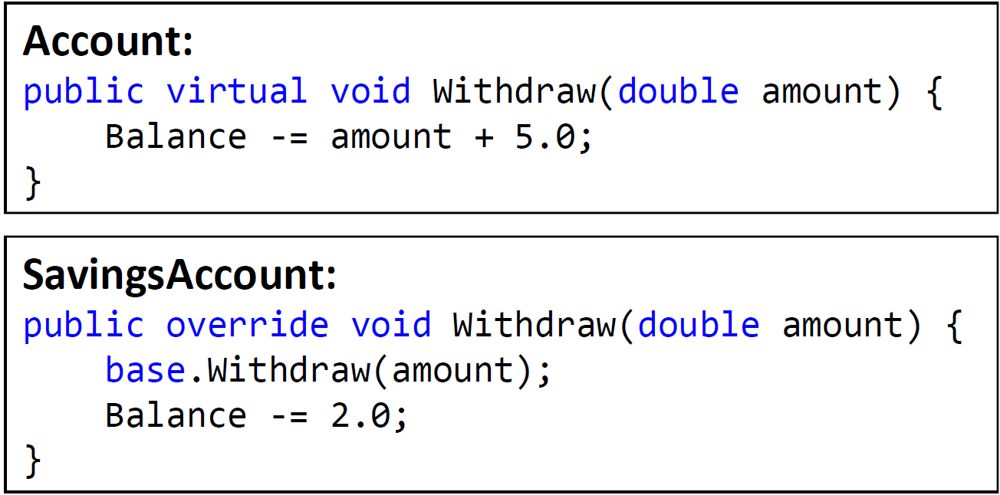 Account:
public virtual void Withdraw(double amount) {
    Balance -= amount + 5.0;
}
SavingsAccount:
public override void Withdraw(double amount) {
    base.Withdraw(amount);
    Balance -= 2.0;
}